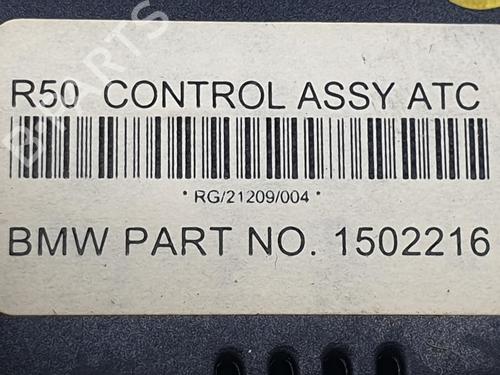 R50 CONTROL ASSY ATC
* RG/21209/004 *
BMW PART NO. 1502216